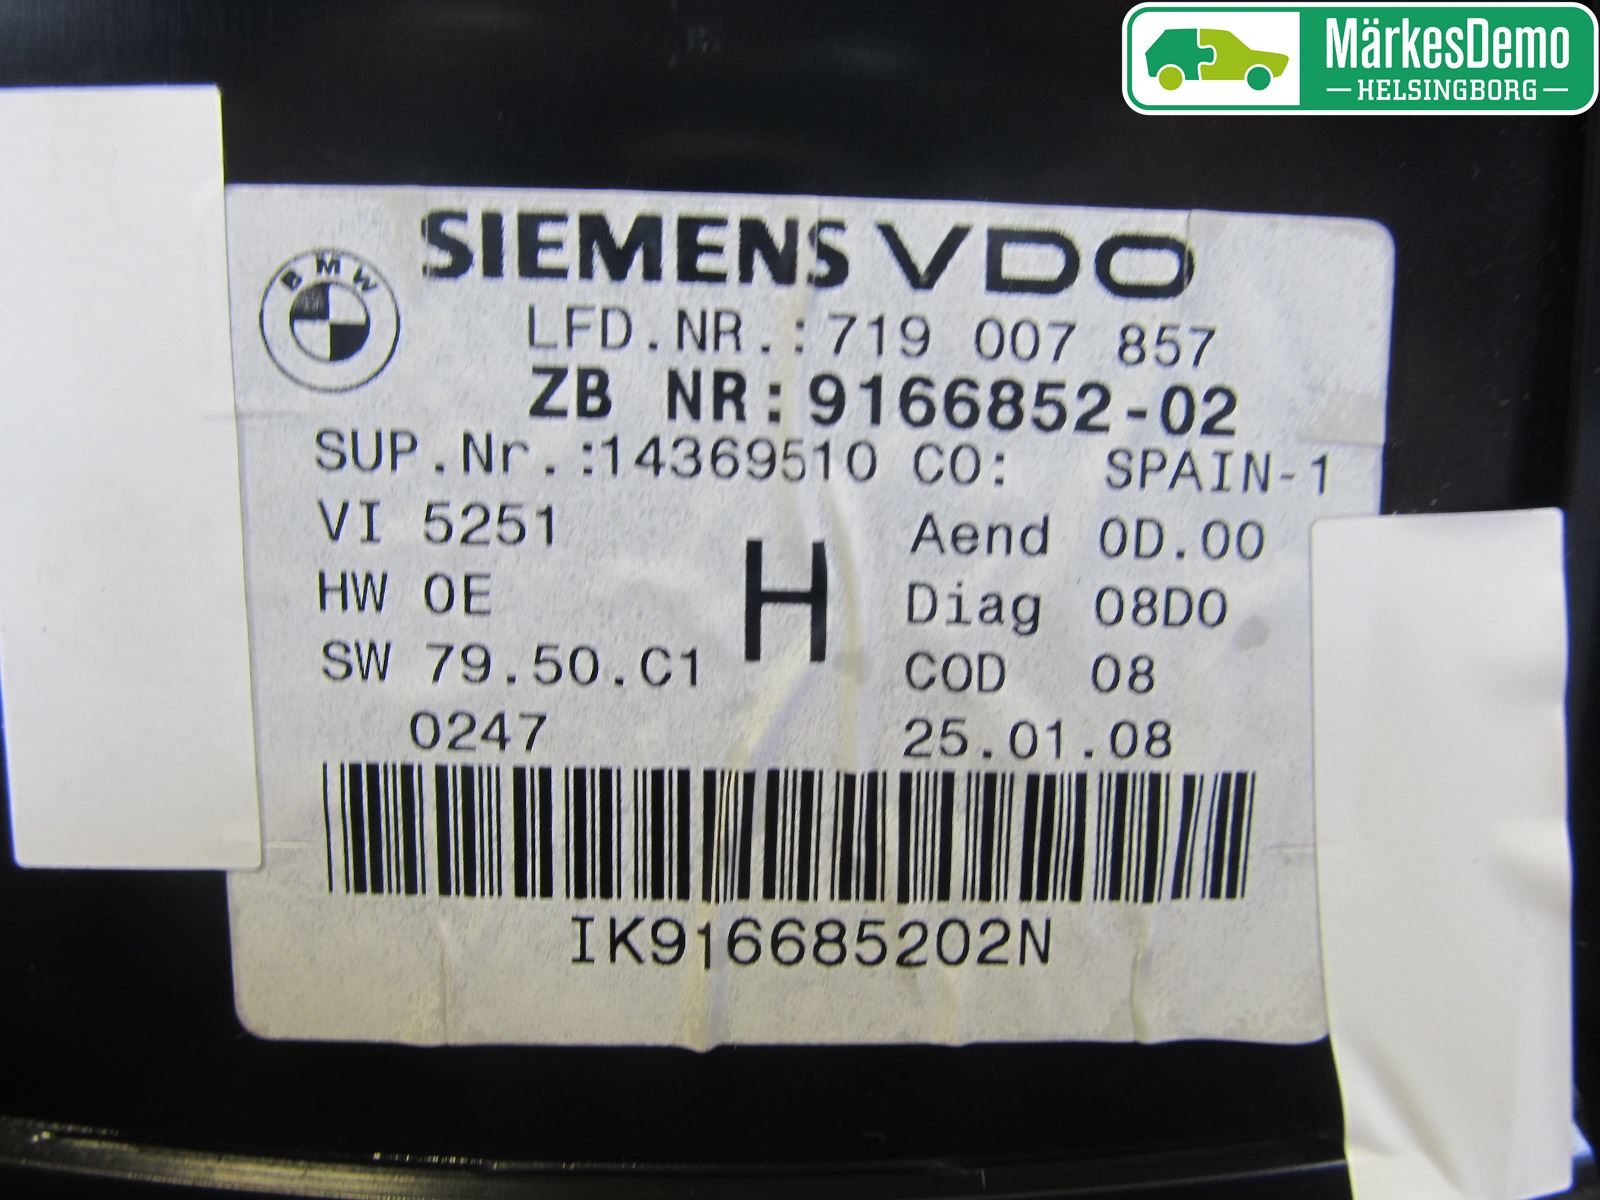 MärkesDemo
HELSINGBORG
SIEMENS VDO
BMW
LFD.NR.:719 007 857
ZB NR:9166852-02
SUP.Nr.:14369510 CO: SPAIN-1
VI 5251
Aend 0D.00
HW 0E
H
Diag 08D0
SW 79.50.C1
COD 08
0247
25.01.08
IK916685202N